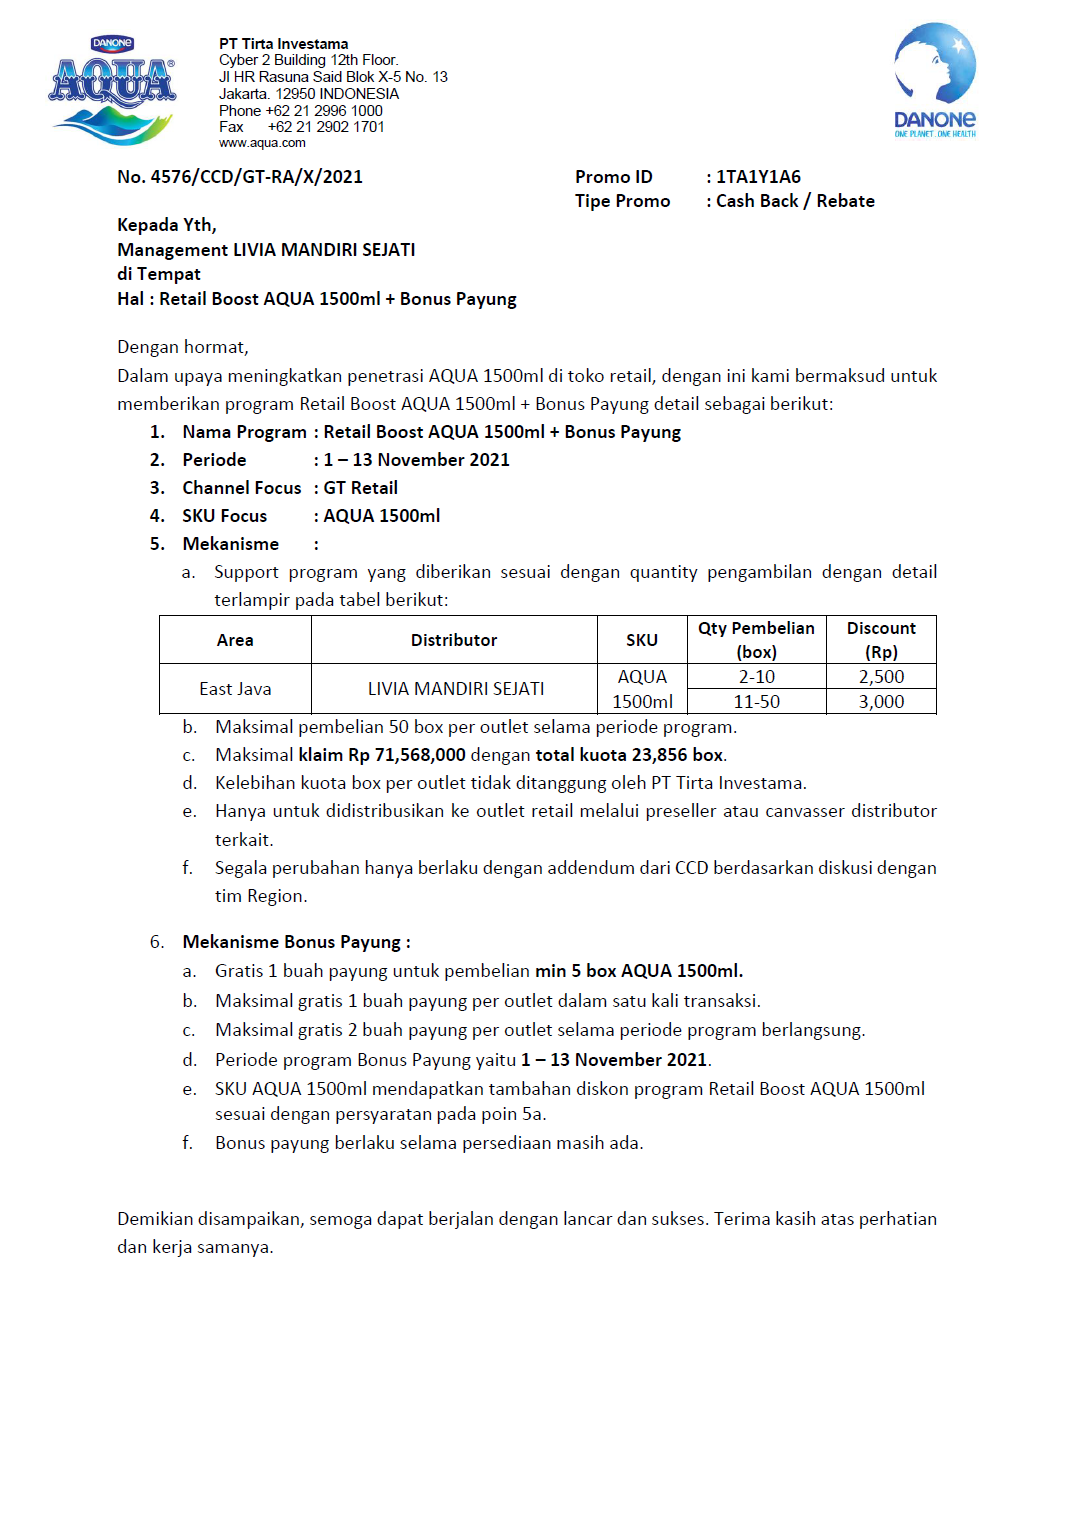 DANONE
AQUA®
PT Tirta Investama
Cyber 2 Building 12th Floor.
Jl HR Rasuna Said Blok X-5 No. 13
Jakarta. 12950 INDONESIA
Phone +62 21 2996 1000
Fax +62 21 2902 1701
www.aqua.com
DANONE
ONE PLANET. ONE HEALTH
No. 4576/CCD/GT-RA/X/2021
Promo ID : 1TA1Y1A6
Tipe Promo : Cash Back / Rebate
Kepada Yth,
Management LIVIA MANDIRI SEJATI
di Tempat
Hal : Retail Boost AQUA 1500ml + Bonus Payung
Dengan hormat,
Dalam upaya meningkatkan penetrasi AQUA 1500ml di toko retail, dengan ini kami bermaksud untuk
memberikan program Retail Boost AQUA 1500ml + Bonus Payung detail sebagai berikut:
1. Nama Program : Retail Boost AQUA 1500ml + Bonus Payung
2. Periode : 1 – 13 November 2021
3. Channel Focus : GT Retail
4. SKU Focus : AQUA 1500ml
5. Mekanisme :
a. Support program yang diberikan sesuai dengan quantity pengambilan dengan detail
terlampir pada tabel berikut:
Area Distributor SKU Qty Pembelian (box) Discount (Rp)
East Java LIVIA MANDIRI SEJATI AQUA 1500ml 2-10 2,500
11-50 3,000
b. Maksimal pembelian 50 box per outlet selama periode program.
c. Maksimal klaim Rp 71,568,000 dengan total kuota 23,856 box.
d. Kelebihan kuota box per outlet tidak ditanggung oleh PT Tirta Investama.
e. Hanya untuk didistribusikan ke outlet retail melalui preseller atau canvasser distributor
terkait.
f. Segala perubahan hanya berlaku dengan addendum dari CCD berdasarkan diskusi dengan
tim Region.
6. Mekanisme Bonus Payung :
a. Gratis 1 buah payung untuk pembelian min 5 box AQUA 1500ml.
b. Maksimal gratis 1 buah payung per outlet dalam satu kali transaksi.
c. Maksimal gratis 2 buah payung per outlet selama periode program berlangsung.
d. Periode program Bonus Payung yaitu 1 – 13 November 2021.
e. SKU AQUA 1500ml mendapatkan tambahan diskon program Retail Boost AQUA 1500ml
sesuai dengan persyaratan pada poin 5a.
f. Bonus payung berlaku selama persediaan masih ada.
Demikian disampaikan, semoga dapat berjalan dengan lancar dan sukses. Terima kasih atas perhatian
dan kerja samanya.